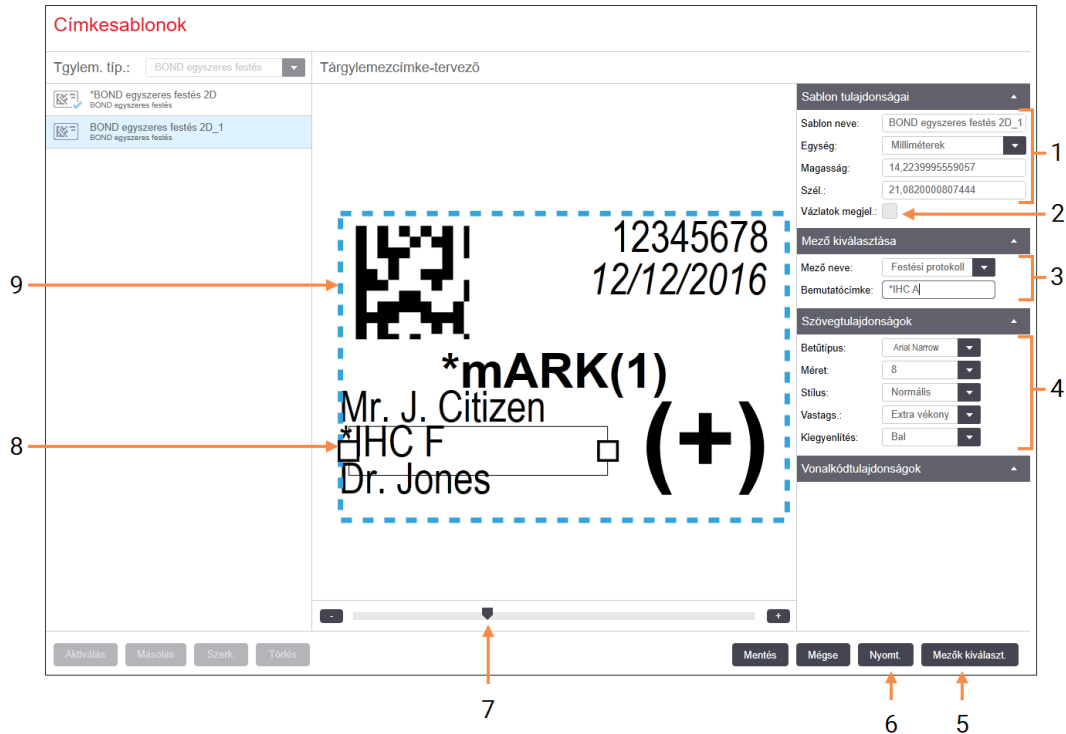 Címkesablonok
Tgylem. típ.: BOND egyszeres festés
Tárgylemezcímke-tervező
*BOND egyszeres festés 2D
BOND egyszeres festés
BOND egyszeres festés 2D_1
BOND egyszeres festés
Sablon tulajdonságai
Sablon neve: BOND egyszeres festés 2D_1
Egység: Milliméterek
Magasság: 14,2239995559057
Szél.: 21,0820000807444
Vázlatok megjel.:
1
2
Mező kiválasztása
Mező neve: Festési protokoll
Bemutatócímke: *IHC A
3
Szövegtulajdonságok
Betűtípus: Arial Narrow
Méret: 8
Stílus: Normális
Vastags.: Extra vékony
Kiegyenlítés: Bal
4
Vonalkódtulajdonságok
12345678
12/12/2016
9
*mARK(1)
Mr. J. Citizen
*IHC F
(+)
8
Dr. Jones
- +
Aktiválás Másolás Szerk. Törlés
Mentés Mégse Nyomt. Mezők kiválaszt.
7
6
5